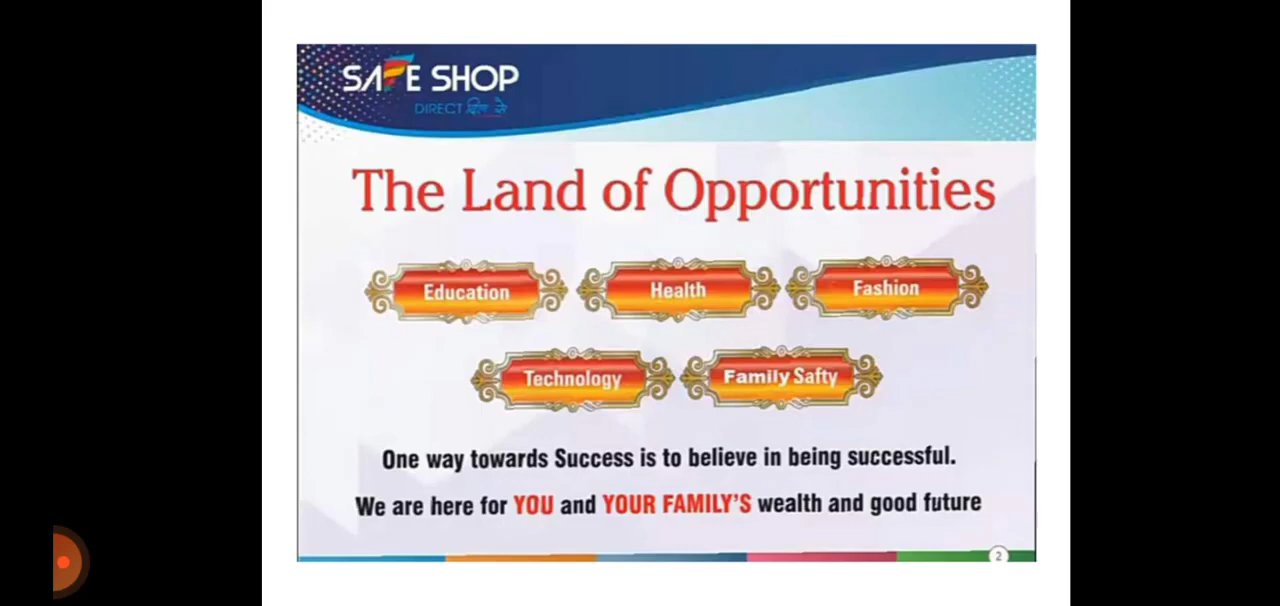 SAFE SHOP
DIRECT दिल से
The Land of Opportunities
Education Health Fashion
Technology Family Safty
One way towards Success is to believe in being successful.
We are here for YOU and YOUR FAMILY'S wealth and good future
2